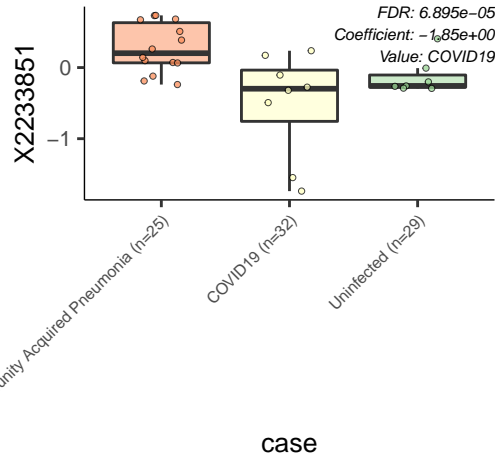 FDR: 6.895e−05
Coefficient: −1.85e+00
Value: COVID19
X2233851
0
−1
unity Acquired Pneumonia (n=25)
COVID19 (n=32)
Uninfected (n=29)
case